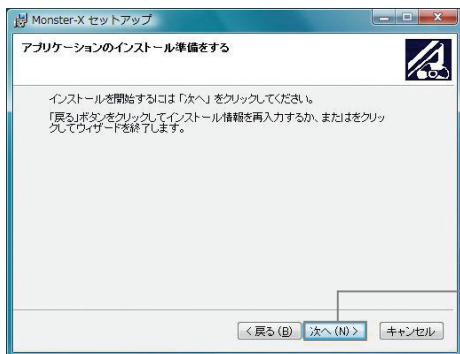 Monster-X セットアップ
アプリケーションのインストール準備をする
インストールを開始するには「次へ」をクリックしてください。
「戻る」ボタンをクリックしてインストール情報を再入力するか、またはをクリッ
クしてウィザードを終了します。
< 戻る (B) 次へ (N) > キャンセル